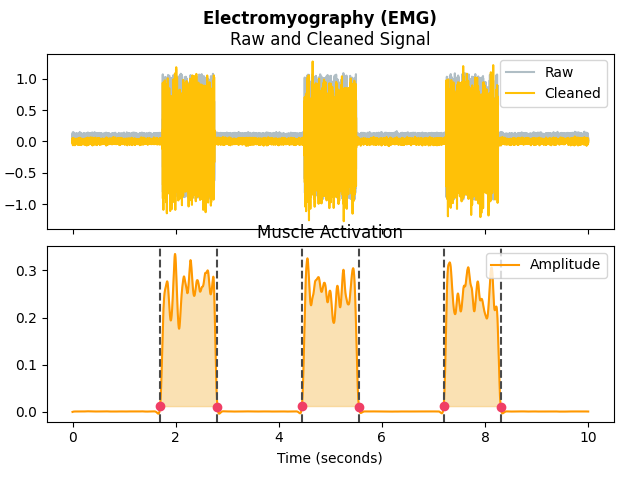 Electromyography (EMG)
Raw and Cleaned Signal
Raw
Cleaned
1.0
0.5
0.0
−0.5
−1.0
Muscle Activation
Amplitude
0.3
0.2
0.1
0.0
0 2 4 6 8 10
Time (seconds)